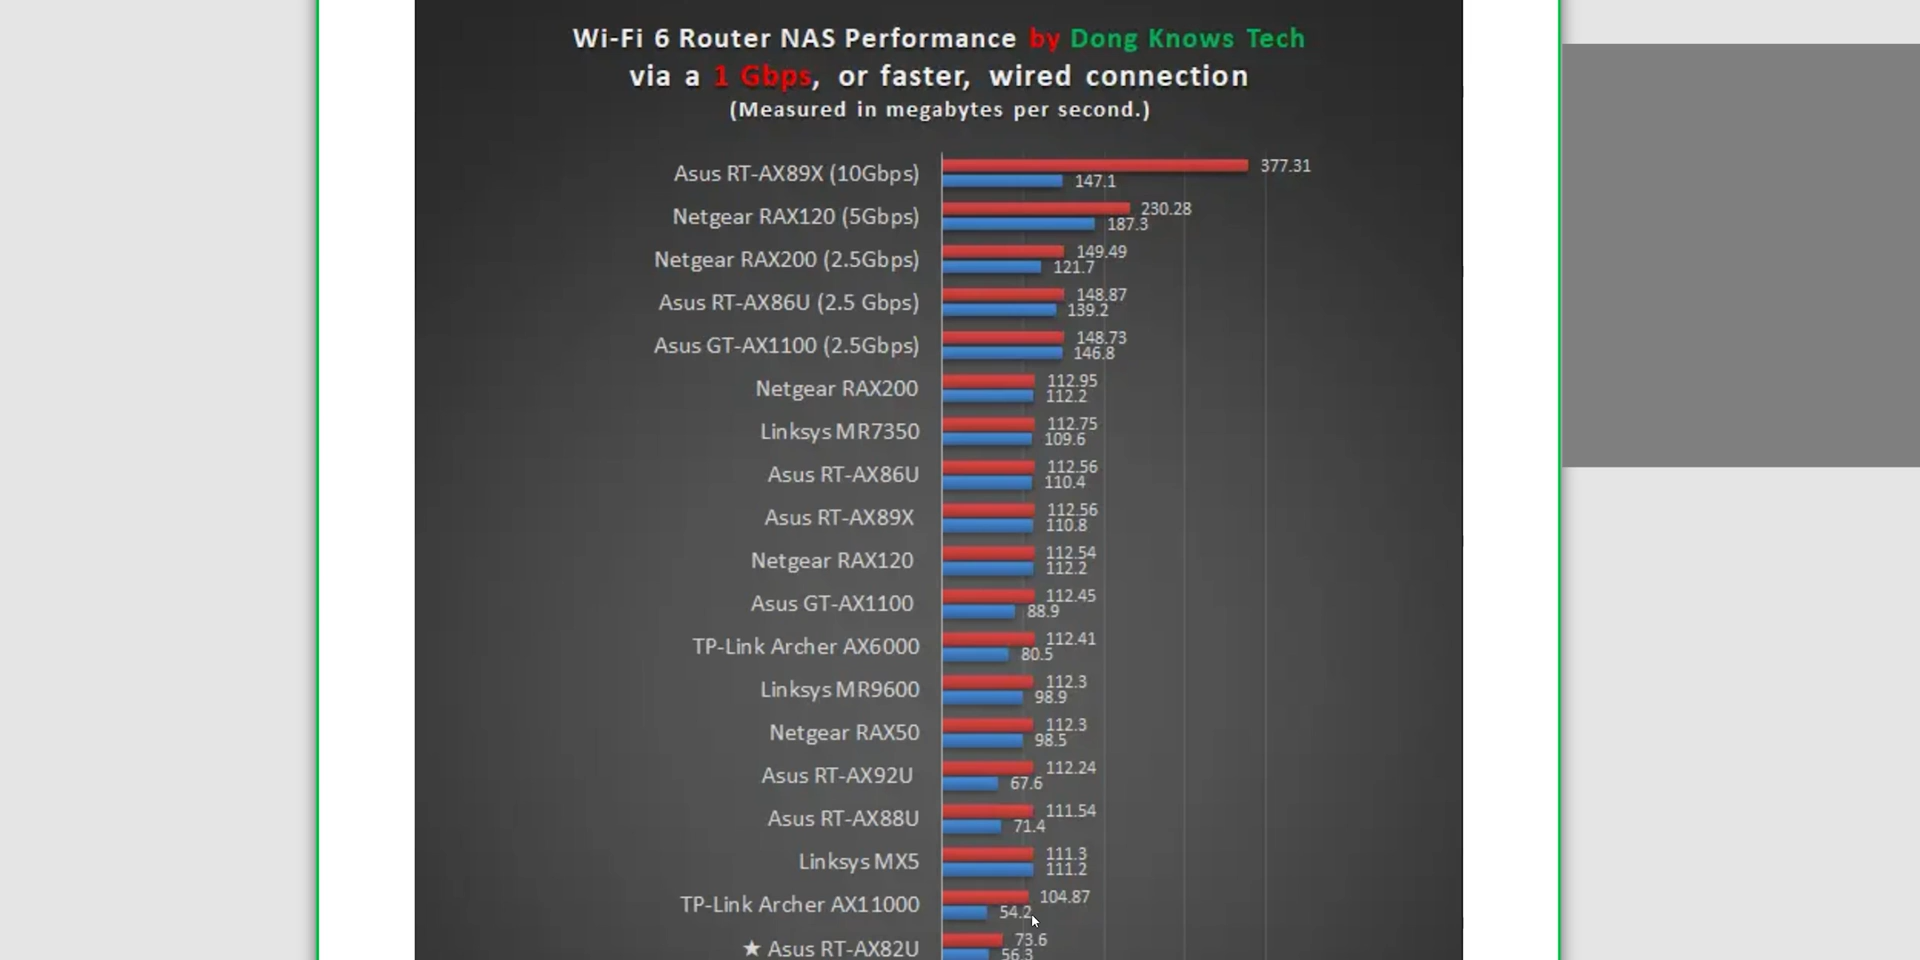 Wi-Fi 6 Router NAS Performance by Dong Knows Tech
via a 1 Gbps, or faster, wired connection
(Measured in megabytes per second.)
Asus RT-AX89X (10Gbps) 377.31
147.1
Netgear RAX120 (5Gbps) 230.28
187.3
Netgear RAX200 (2.5Gbps) 149.49
121.7
Asus RT-AX86U (2.5 Gbps) 148.87
139.2
Asus GT-AX1100 (2.5Gbps) 148.73
146.8
Netgear RAX200 112.95
112.2
Linksys MR7350 112.75
109.6
Asus RT-AX86U 112.56
110.4
Asus RT-AX89X 112.56
110.8
Netgear RAX120 112.54
112.2
Asus GT-AX1100 112.45
88.9
TP-Link Archer AX6000 112.41
80.5
Linksys MR9600 112.3
98.9
Netgear RAX50 112.3
98.5
Asus RT-AX92U 112.24
67.6
Asus RT-AX88U 111.54
71.4
Linksys MX5 111.3
111.2
TP-Link Archer AX11000 104.87
54.2
★ Asus RT-AX82U 73.6
56.3